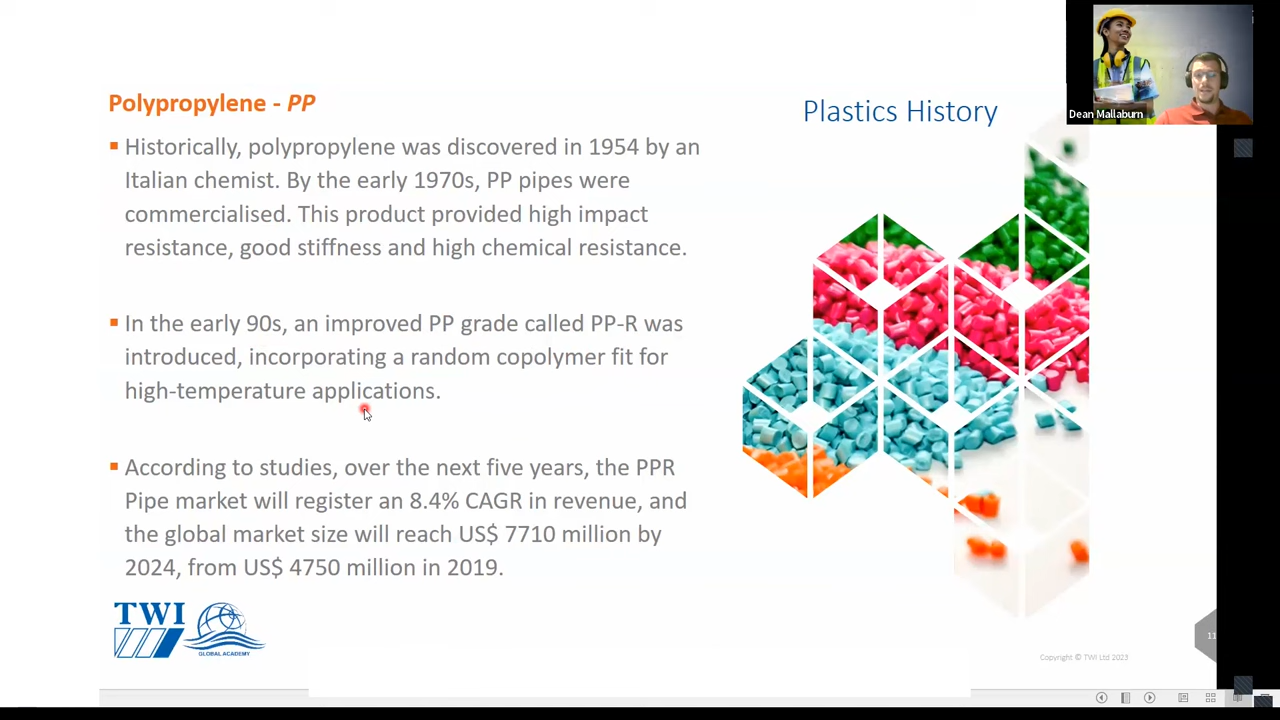 Polypropylene - PP
Historically, polypropylene was discovered in 1954 by an
Italian chemist. By the early 1970s, PP pipes were
commercialised. This product provided high impact
resistance, good stiffness and high chemical resistance.
In the early 90s, an improved PP grade called PP-R was
introduced, incorporating a random copolymer fit for
high-temperature applications.
According to studies, over the next five years, the PPR
Pipe market will register an 8.4% CAGR in revenue, and
the global market size will reach US$ 7710 million by
2024, from US$ 4750 million in 2019.
Plastics History
Dean Mallaburn
TWI
GLOBAL ACADEMY
11
Copyright © TWI Ltd 2023